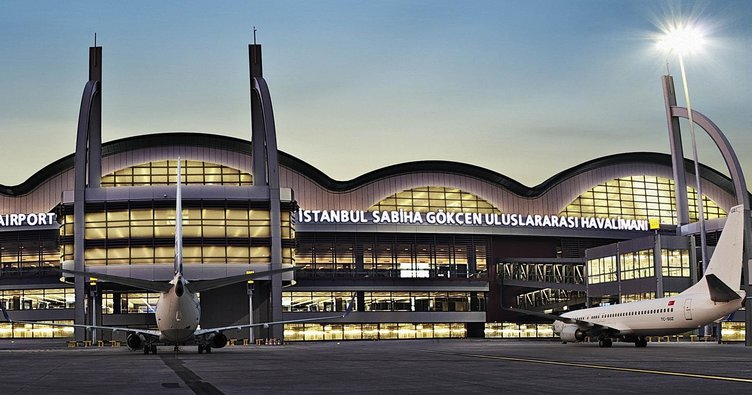 AIRPORT
İSTANBUL SABİHA GÖKÇEN ULUSLARARASI HAVALİMANI